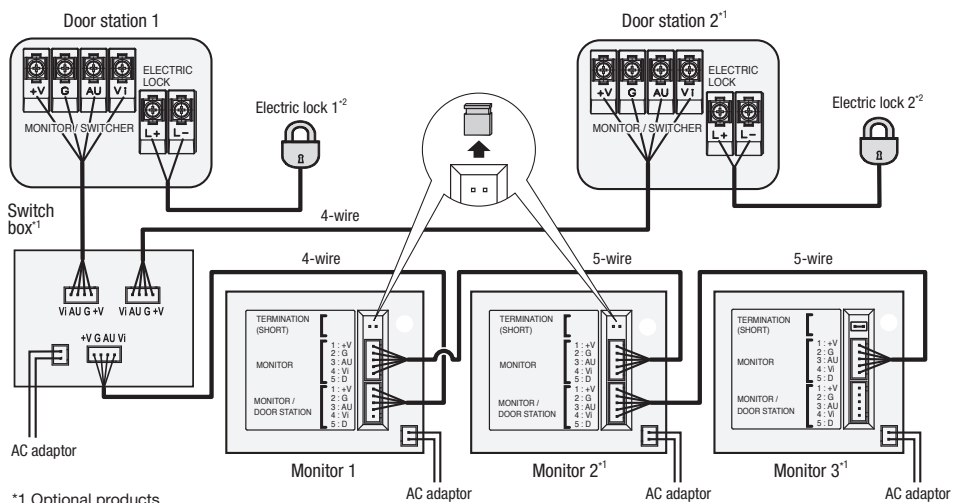 Door station 1
+V G AU Vi
ELECTRIC
LOCK
MONITOR / SWITCHER
L+ L−
Electric lock 1*2
Door station 2*1
+V G AU Vi
ELECTRIC
LOCK
MONITOR / SWITCHER
L+ L−
Electric lock 2*2
Switch
box*1
4-wire
Vi AU G +V
Vi AU G +V
+V G AU Vi
AC adaptor
4-wire
5-wire
5-wire
TERMINATION
(SHORT)
MONITOR
1 : +V
2 : G
3 : AU
4 : Vi
5 : D
MONITOR /
DOOR STATION
1 : +V
2 : G
3 : AU
4 : Vi
5 : D
Monitor 1
AC adaptor
TERMINATION
(SHORT)
MONITOR
1 : +V
2 : G
3 : AU
4 : Vi
5 : D
MONITOR /
DOOR STATION
1 : +V
2 : G
3 : AU
4 : Vi
5 : D
Monitor 2*1
AC adaptor
TERMINATION
(SHORT)
MONITOR
1 : +V
2 : G
3 : AU
4 : Vi
5 : D
MONITOR /
DOOR STATION
1 : +V
2 : G
3 : AU
4 : Vi
5 : D
Monitor 3*1
AC adaptor
*1 Optional products